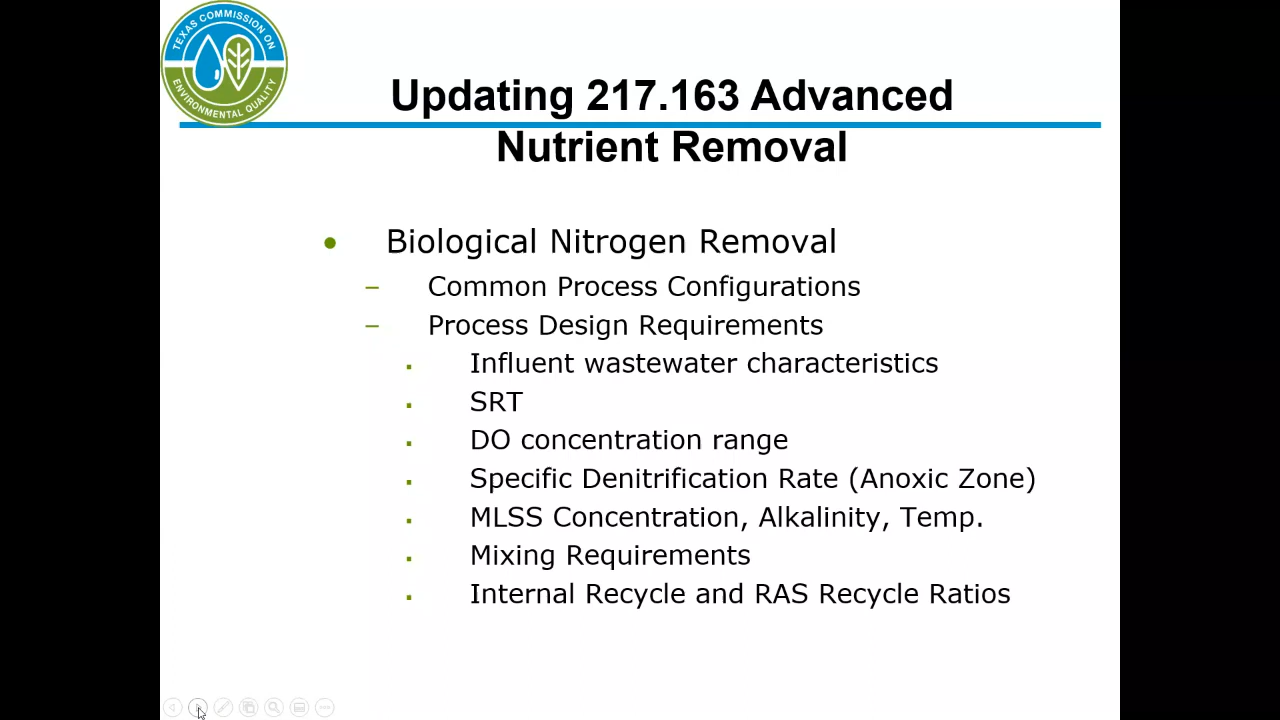 TEXAS COMMISSION ON
ENVIRONMENTAL QUALITY
Updating 217.163 Advanced
Nutrient Removal
• Biological Nitrogen Removal
– Common Process Configurations
– Process Design Requirements
▪ Influent wastewater characteristics
▪ SRT
▪ DO concentration range
▪ Specific Denitrification Rate (Anoxic Zone)
▪ MLSS Concentration, Alkalinity, Temp.
▪ Mixing Requirements
▪ Internal Recycle and RAS Recycle Ratios